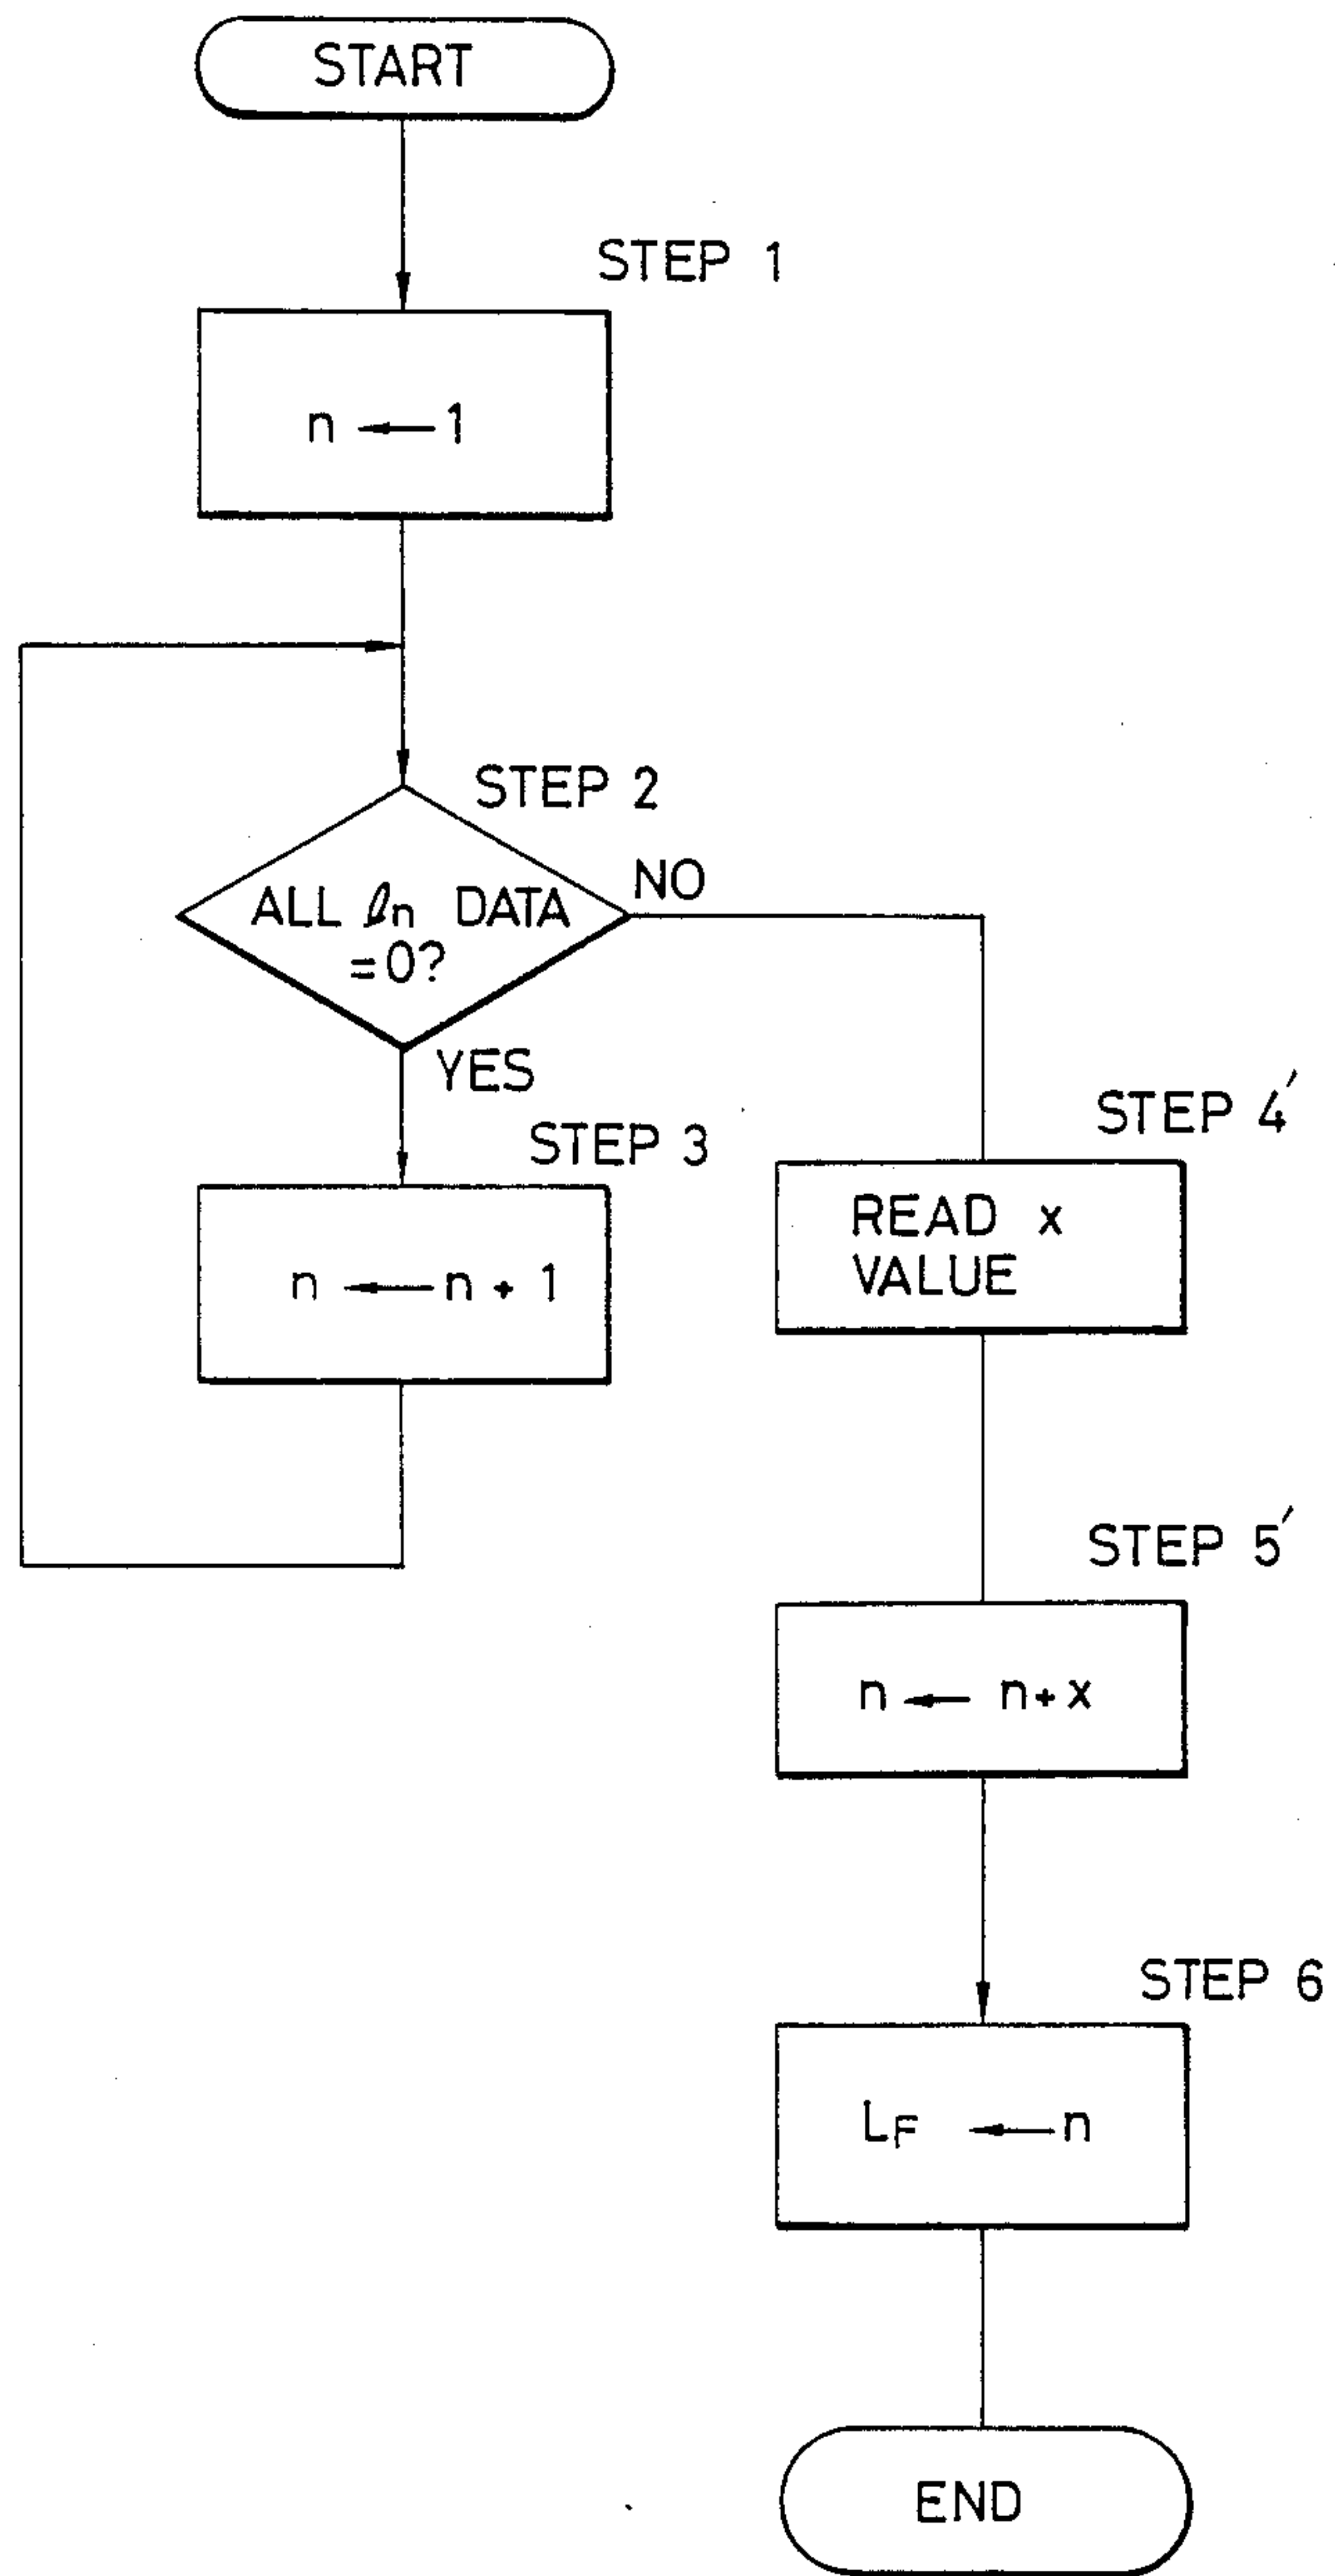 START
STEP 1
n ← 1
STEP 2
ALL ℓn DATA
=0?
NO
YES
STEP 3
n ← n + 1
STEP 4′
READ x
VALUE
STEP 5′
n ← n + x
STEP 6
LF ← n
END